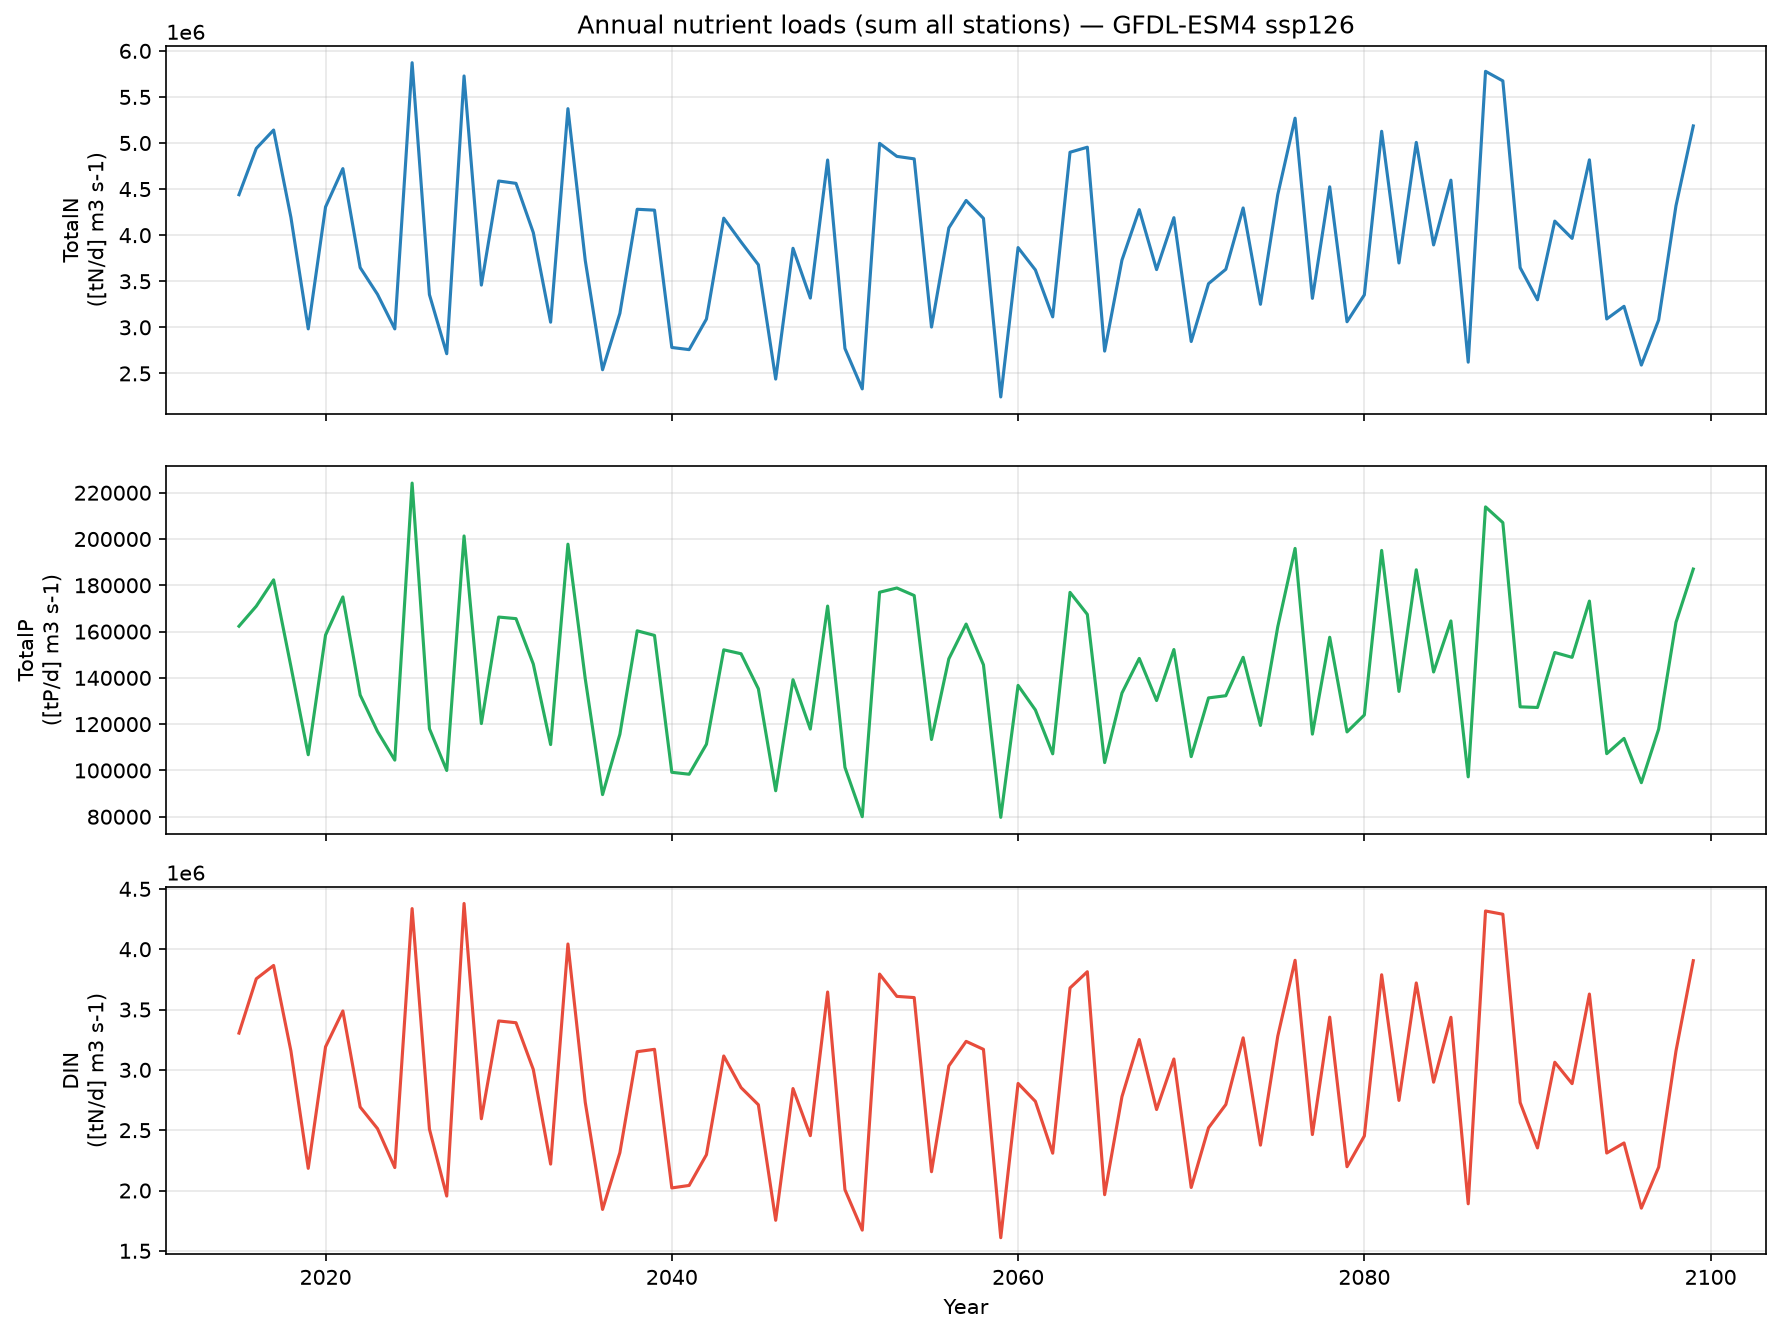 Annual nutrient loads (sum all stations) — GFDL-ESM4 ssp126
1e6
6.0
5.5
5.0
4.5
4.0
3.5
3.0
2.5
TotalN
([tN/d] m3 s-1)
220000
200000
180000
160000
140000
120000
100000
80000
TotalP
([tP/d] m3 s-1)
1e6
4.5
4.0
3.5
3.0
2.5
2.0
1.5
DIN
([tN/d] m3 s-1)
2020 2040 2060 2080 2100
Year